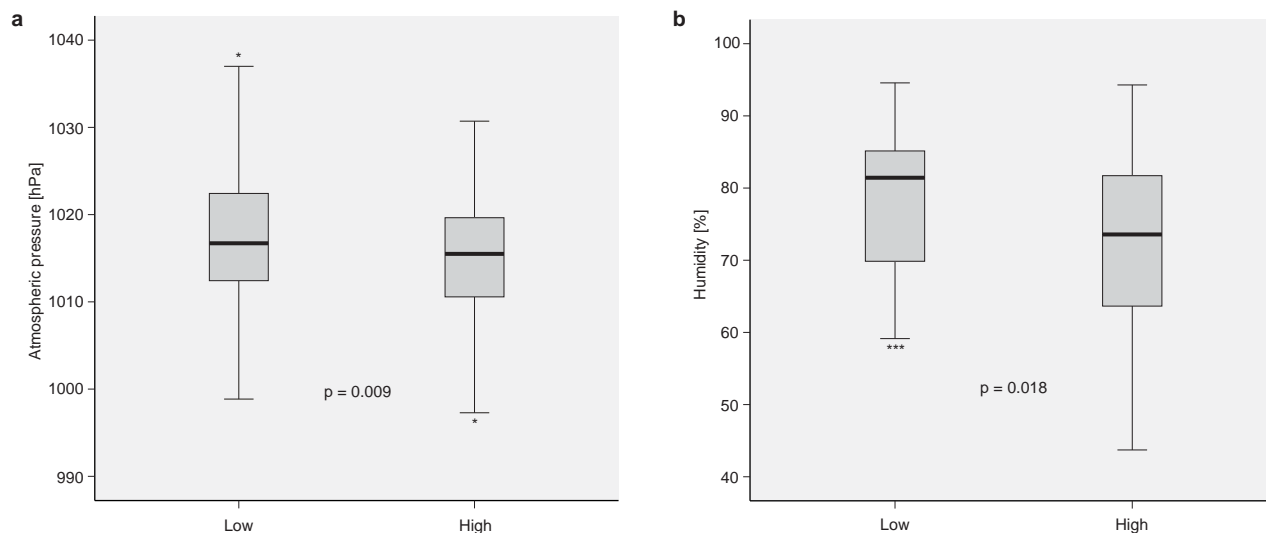 a
Atmospheric pressure [hPa]
1040
1030
1020
1010
1000
990
*
*
p = 0.009
Low
High
b
Humidity [%]
100
90
80
70
60
50
40
***
p = 0.018
Low
High